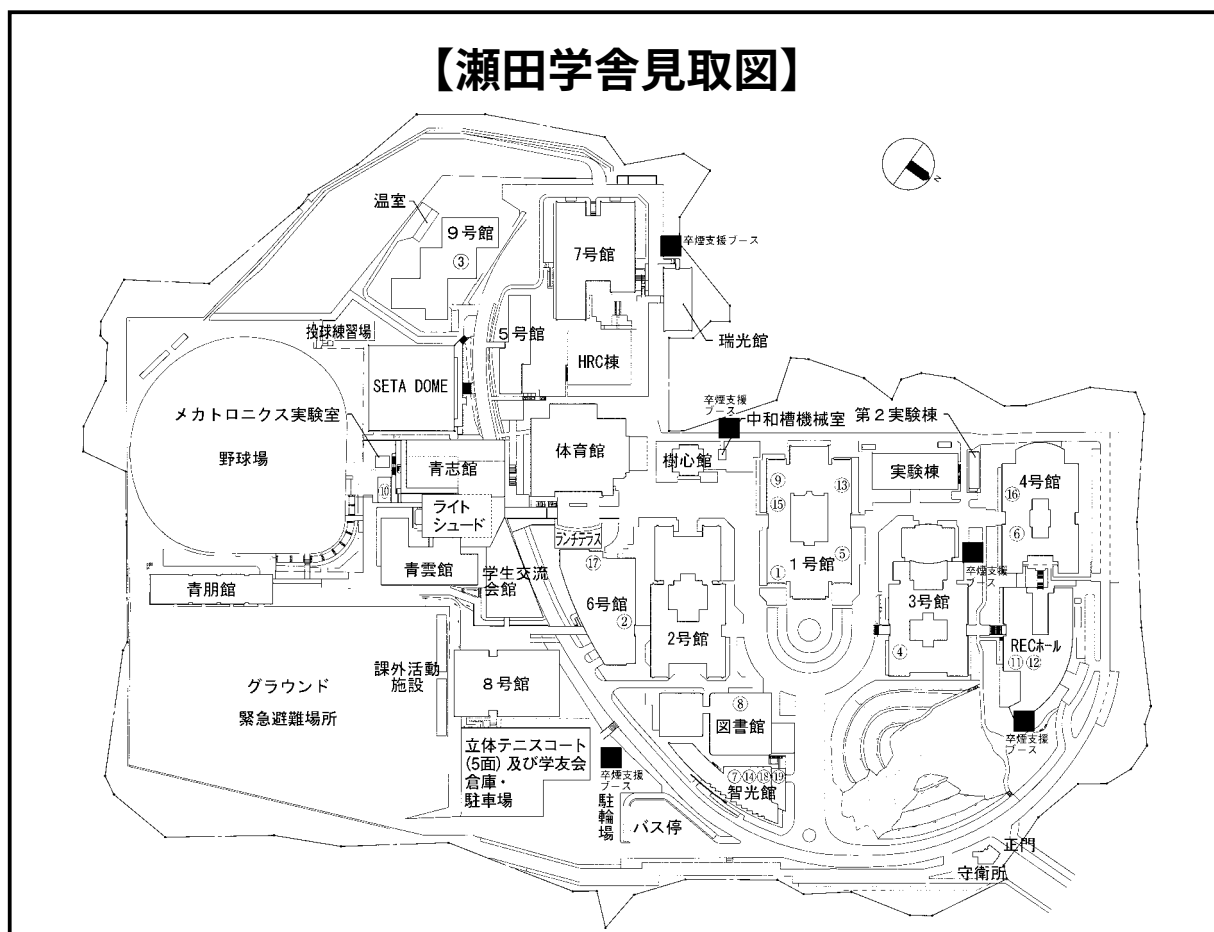 【瀬田学舎見取図】
N
温室
9号館
③
7号館
卒煙支援ブース
投球練習場
5号館
瑞光館
HRC棟
SETA DOME
メカトロニクス実験室
野球場
卒煙支援
ブース
中和槽機械室
第2実験棟
体育館
樹心館
実験棟
青志館
⑩
⑨
⑬
⑮
4号館
⑯
⑥
ライト
シュード
ランチテラス
⑰
1号館
⑤
①
青雲館
学生交流
会館
卒煙支援
ブース
青朋館
6号館
②
2号館
3号館
④
RECホール
⑪⑫
課外活動
施設
8号館
グラウンド
緊急避難場所
⑧
図書館
卒煙支援
ブース
立体テニスコート
(5面)及び学友会
倉庫・
駐車場
卒煙支援
ブース
⑦⑭⑱⑲
智光館
駐輪場
バス停
正門
守衛所